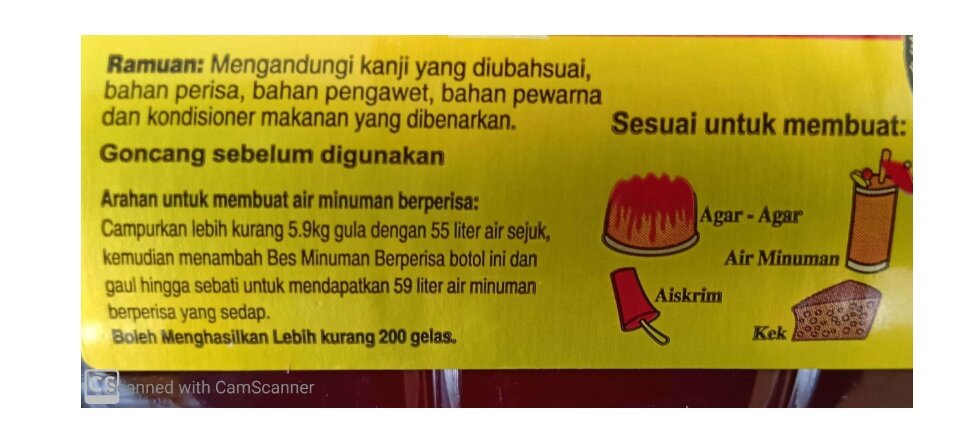 Ramuan: Mengandungi kanji yang diubahsuai,
bahan perisa, bahan pengawet, bahan pewarna
dan kondisioner makanan yang dibenarkan.
Goncang sebelum digunakan
Arahan untuk membuat air minuman berperisa:
Campurkan lebih kurang 5.9kg gula dengan 55 liter air sejuk,
kemudian menambah Bes Minuman Berperisa botol ini dan
gaul hingga sebati untuk mendapatkan 59 liter air minuman
berperisa yang sedap.
Boleh Menghasilkan Lebih kurang 200 gelas.
Sesuai untuk membuat:
Agar - Agar
Air Minuman
Aiskrim
Kek
CS Scanned with CamScanner